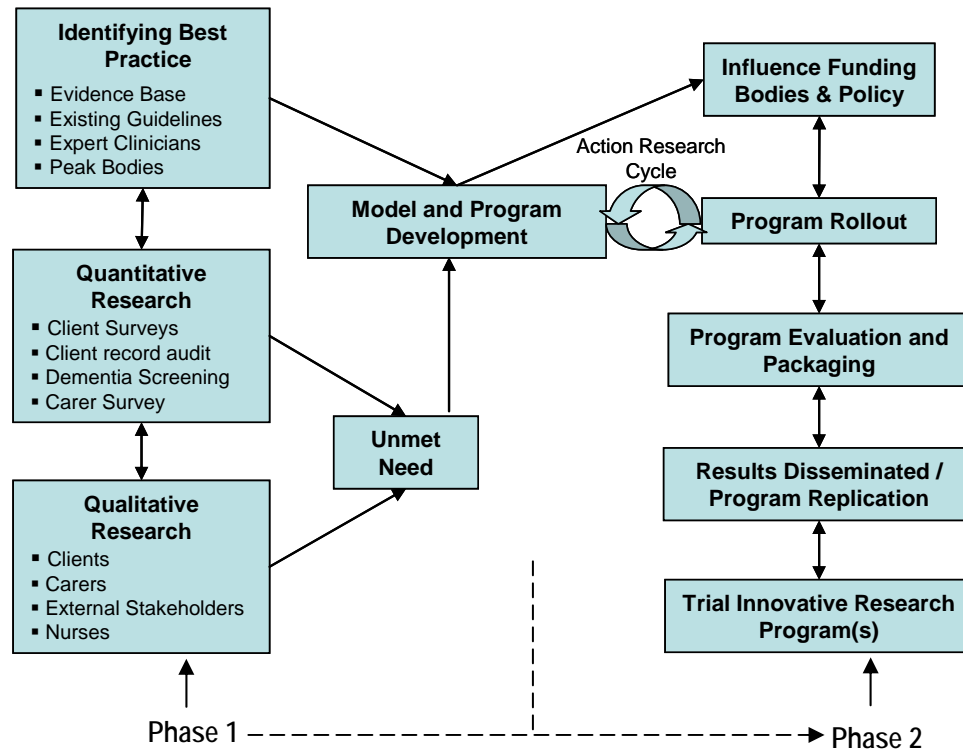 Identifying Best
Practice
▪ Evidence Base
▪ Existing Guidelines
▪ Expert Clinicians
▪ Peak Bodies
Quantitative
Research
▪ Client Surveys
▪ Client record audit
▪ Dementia Screening
▪ Carer Survey
Qualitative
Research
▪ Clients
▪ Carers
▪ External Stakeholders
▪ Nurses
Unmet
Need
Model and Program
Development
Action Research
Cycle
Influence Funding
Bodies & Policy
Program Rollout
Program Evaluation and
Packaging
Results Disseminated /
Program Replication
Trial Innovative Research
Program(s)
Phase 1
Phase 2